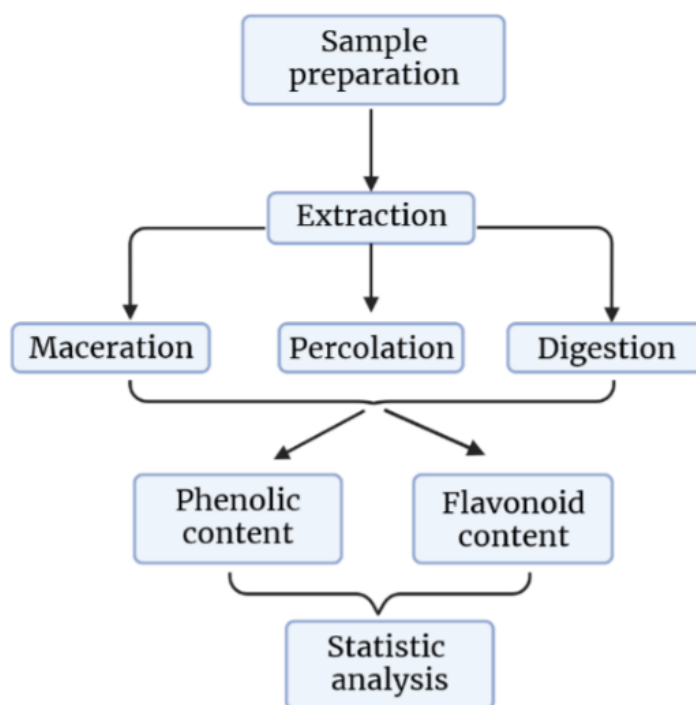 Sample
preparation
Extraction
Maceration
Percolation
Digestion
Phenolic
content
Flavonoid
content
Statistic
analysis